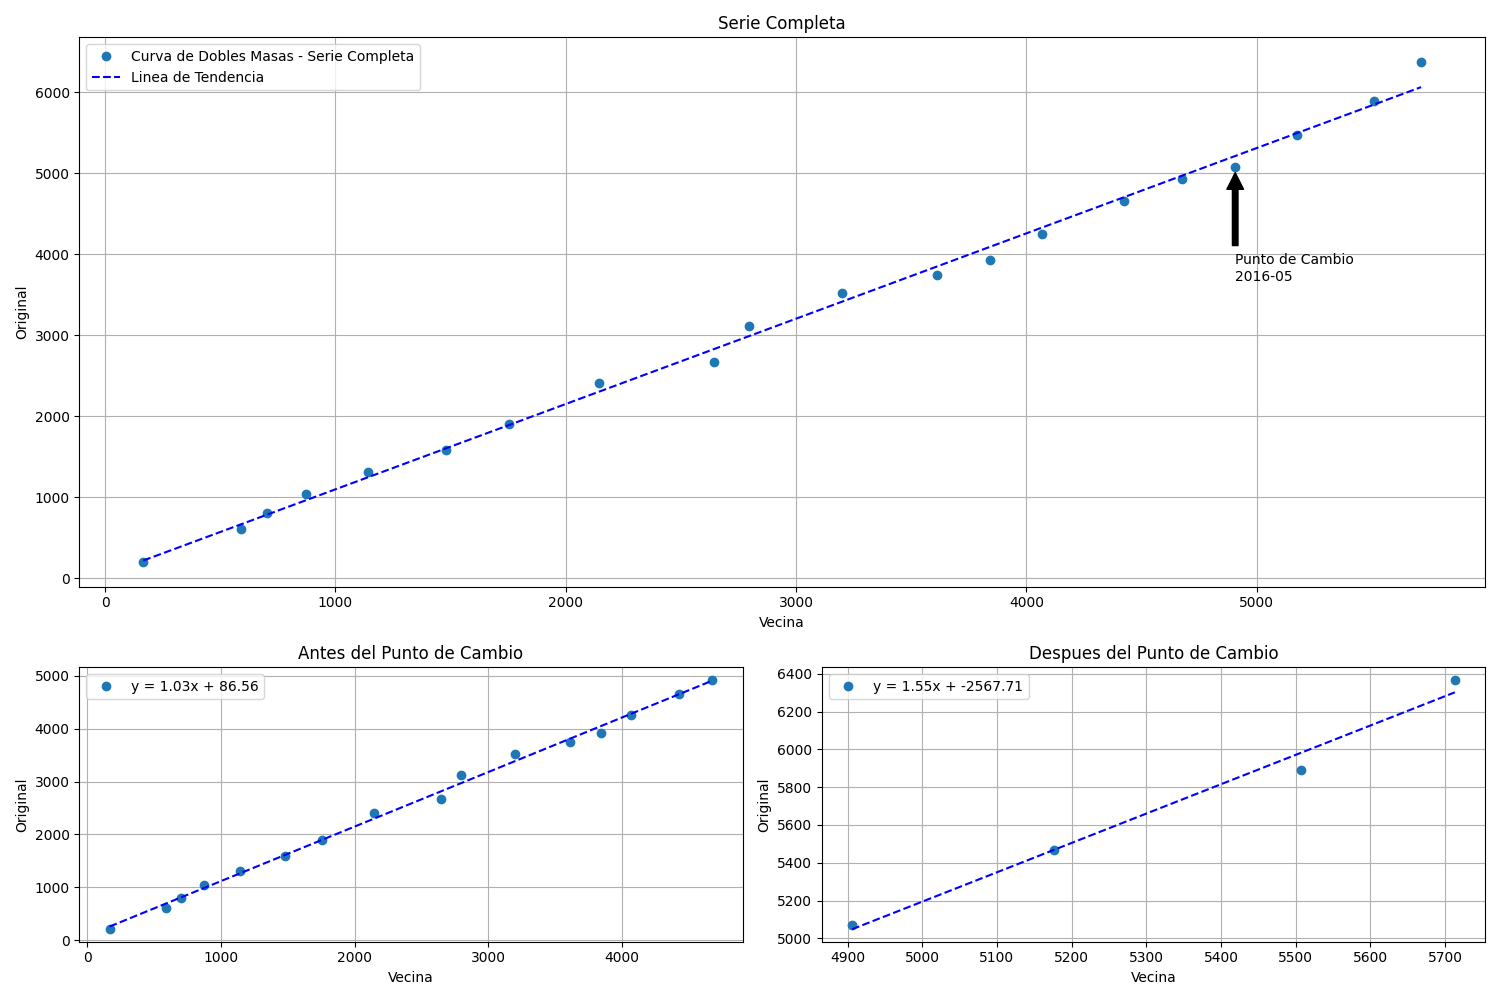 Serie Completa
Curva de Dobles Masas - Serie Completa
Linea de Tendencia
6000
5000
4000
3000
2000
1000
0
Original
Punto de Cambio
2016-05
0 1000 2000 3000 4000 5000
Vecina
Antes del Punto de Cambio
y = 1.03x + 86.56
5000
4000
3000
2000
1000
0
Original
0 1000 2000 3000 4000
Vecina
Despues del Punto de Cambio
y = 1.55x + -2567.71
6400
6200
6000
5800
5600
5400
5200
5000
Original
4900 5000 5100 5200 5300 5400 5500 5600 5700
Vecina